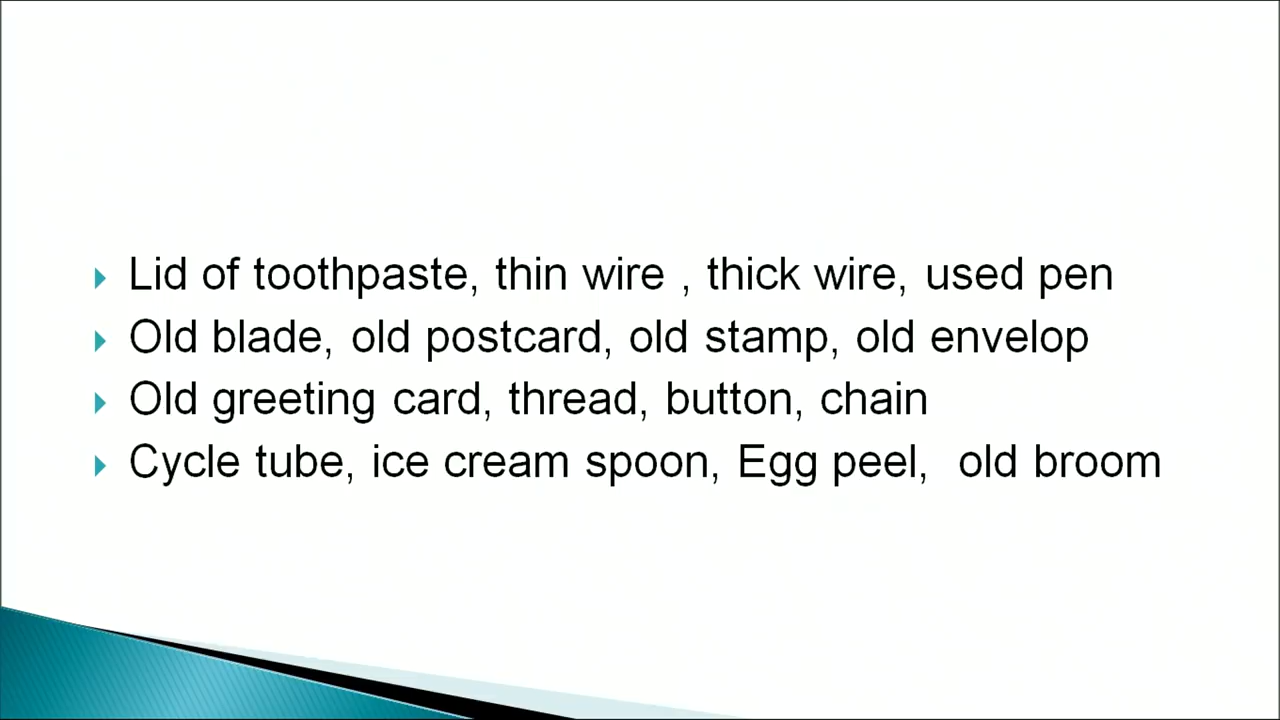 Lid of toothpaste, thin wire , thick wire, used pen
Old blade, old postcard, old stamp, old envelop
Old greeting card, thread, button, chain
Cycle tube, ice cream spoon, Egg peel,  old broom